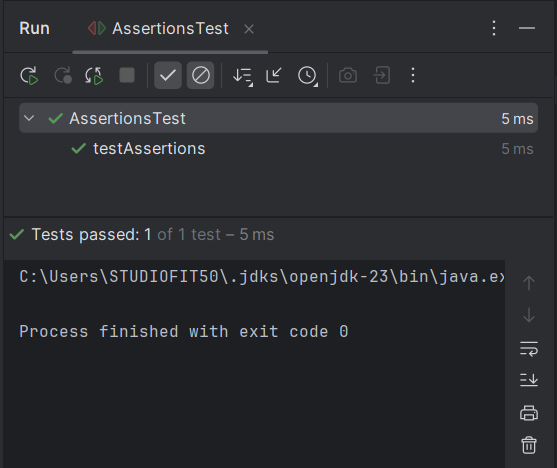 Run AssertionsTest
AssertionsTest 5 ms
testAssertions 5 ms
Tests passed: 1 of 1 test – 5 ms
C:\Users\STUDIOFIT50\.jdks\openjdk-23\bin\java.ex
Process finished with exit code 0